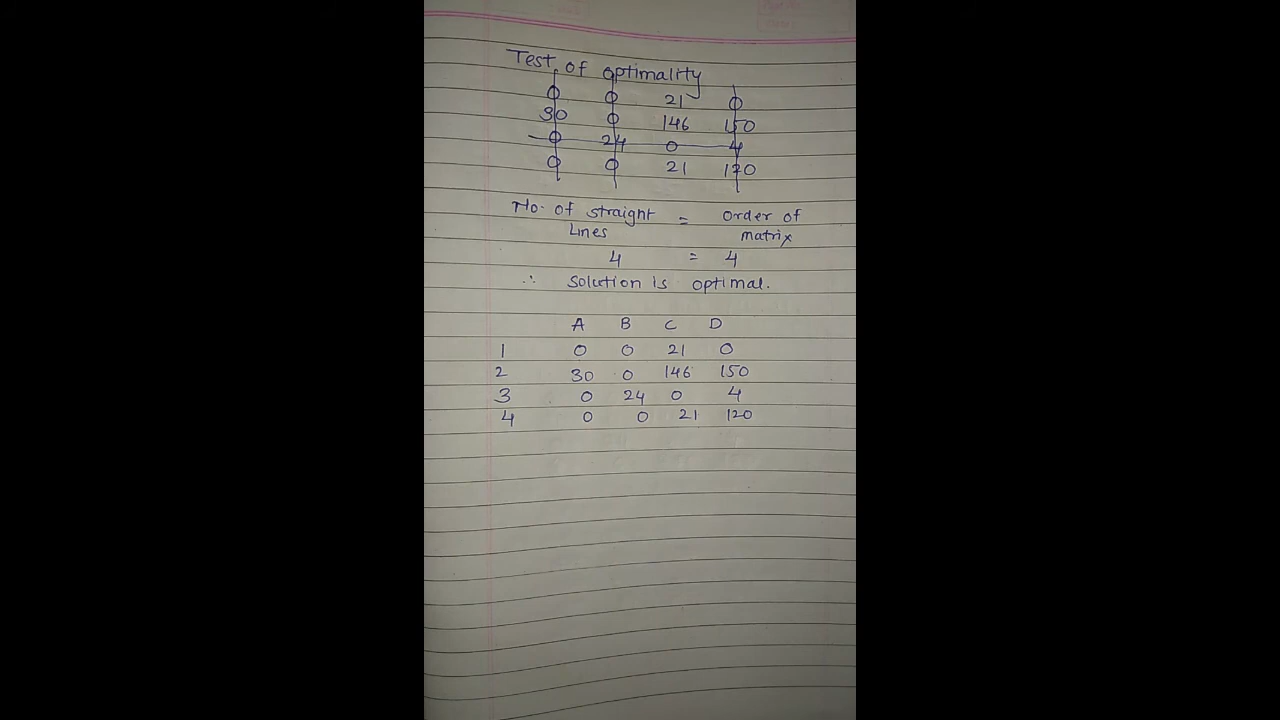 Test of optimality
0 0 21 0
30 0 146 150
0 24 0 4
0 0 21 120
No. of straight = order of
Lines matrix
4 = 4
∴ solution is optimal.
A B C D
1 0 0 21 0
2 30 0 146 150
3 0 24 0 4
4 0 0 21 120